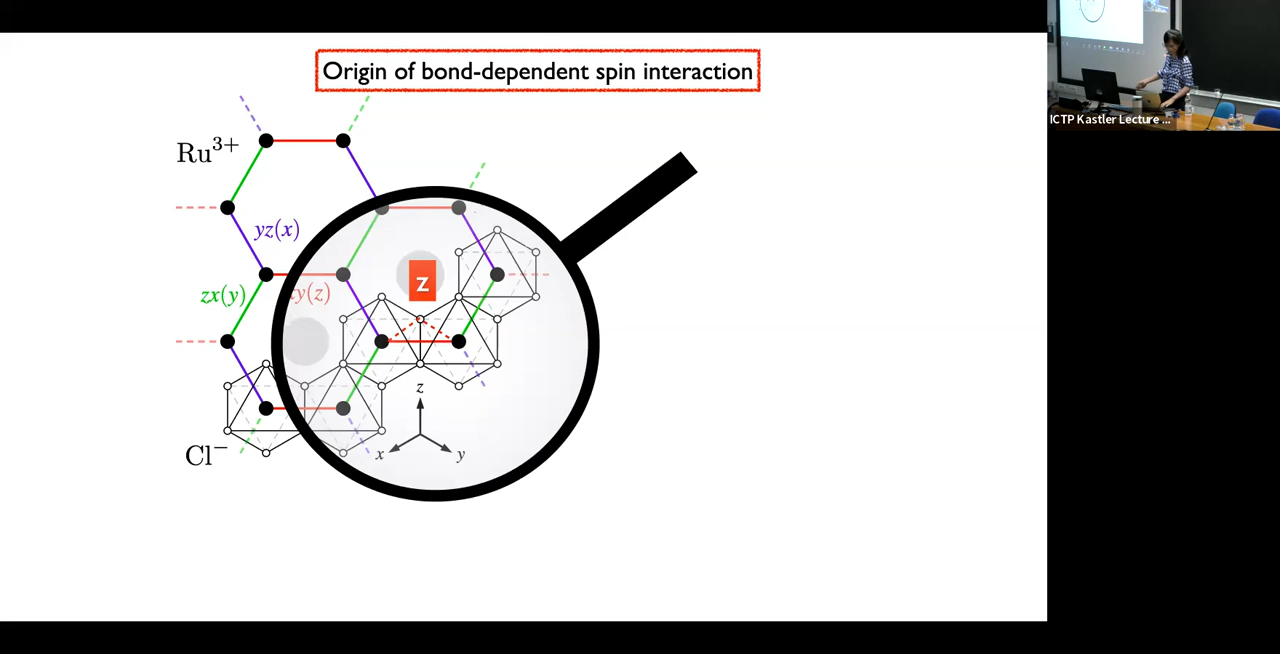 Origin of bond-dependent spin interaction
Ru³⁺
yz(x)
zx(y)
xy(z)
z
z
x
y
Cl⁻
ICTP Kastler Lecture ...